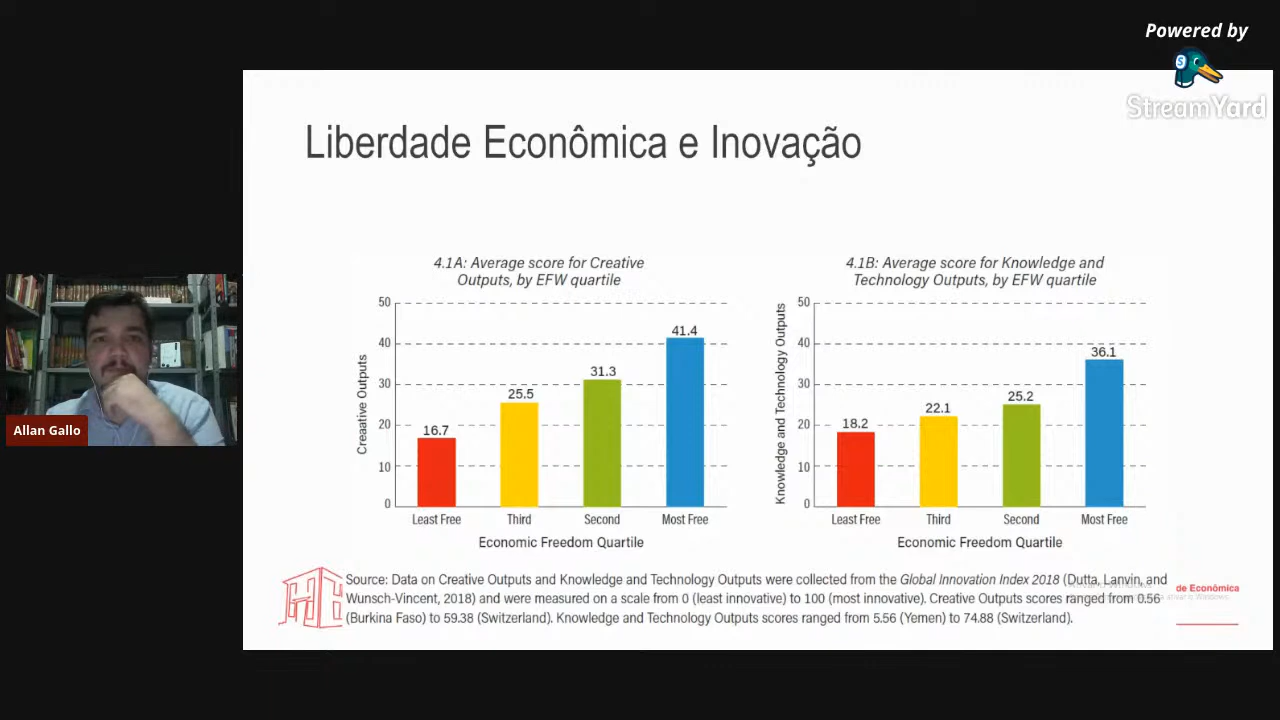 Powered by
StreamYard
Liberdade Econômica e Inovação
4.1A: Average score for Creative
Outputs, by EFW quartile
50
40
30
20
10
0
Creaative Outputs
16.7
25.5
31.3
41.4
Least Free
Third
Second
Most Free
Economic Freedom Quartile
4.1B: Average score for Knowledge and
Technology Outputs, by EFW quartile
50
40
30
20
10
0
Knowledge and Technology Outputs
18.2
22.1
25.2
36.1
Least Free
Third
Second
Most Free
Economic Freedom Quartile
Allan Gallo
Source: Data on Creative Outputs and Knowledge and Technology Outputs were collected from the Global Innovation Index 2018 (Dutta, Lanvin, and
Wunsch-Vincent, 2018) and were measured on a scale from 0 (least innovative) to 100 (most innovative). Creative Outputs scores ranged from 0.56
(Burkina Faso) to 59.38 (Switzerland). Knowledge and Technology Outputs scores ranged from 5.56 (Yemen) to 74.88 (Switzerland).
de Econômica
ativar o Windows.